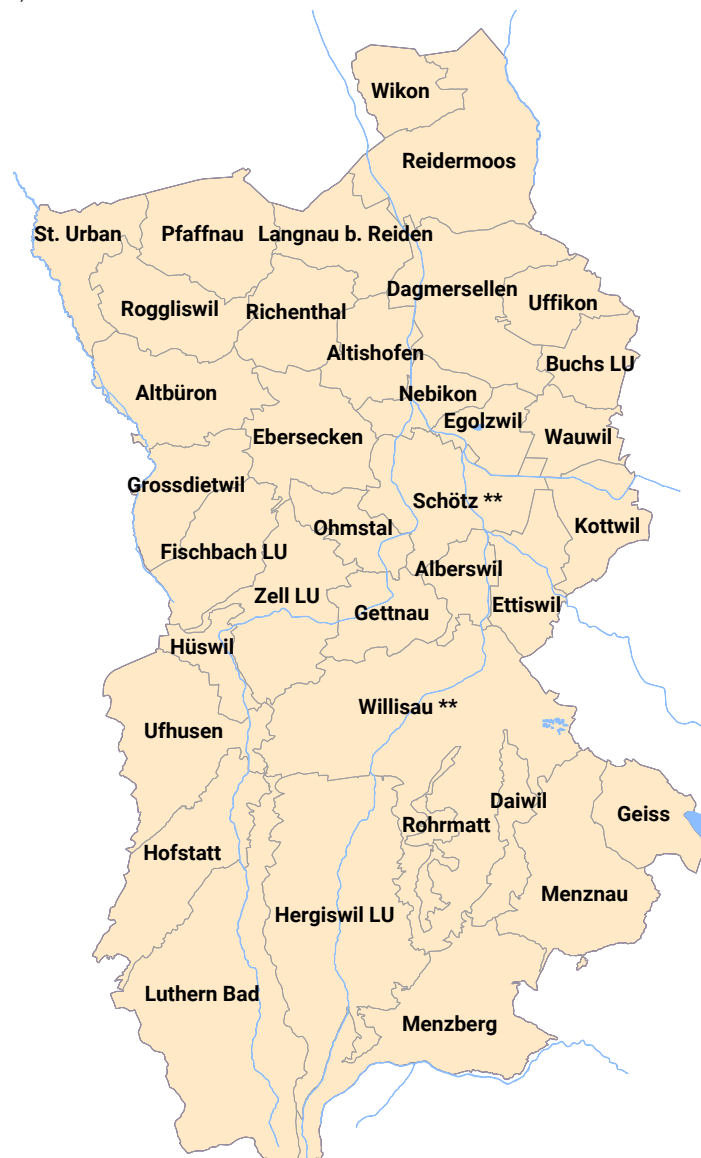 Wikon
Reidermoos
St. Urban
Pfaffnau
Langnau b. Reiden
Dagmersellen
Uffikon
Roggliswil
Richenthal
Altishofen
Buchs LU
Altbüron
Nebikon
Egolzwil
Ebersecken
Wauwil
Grossdietwil
Schötz **
Ohmstal
Kottwil
Fischbach LU
Alberswil
Zell LU
Ettiswil
Gettnau
Hüswil
Willisau **
Ufhusen
Daiwil
Geiss
Rohrmatt
Hofstatt
Menznau
Hergiswil LU
Luthern Bad
Menzberg